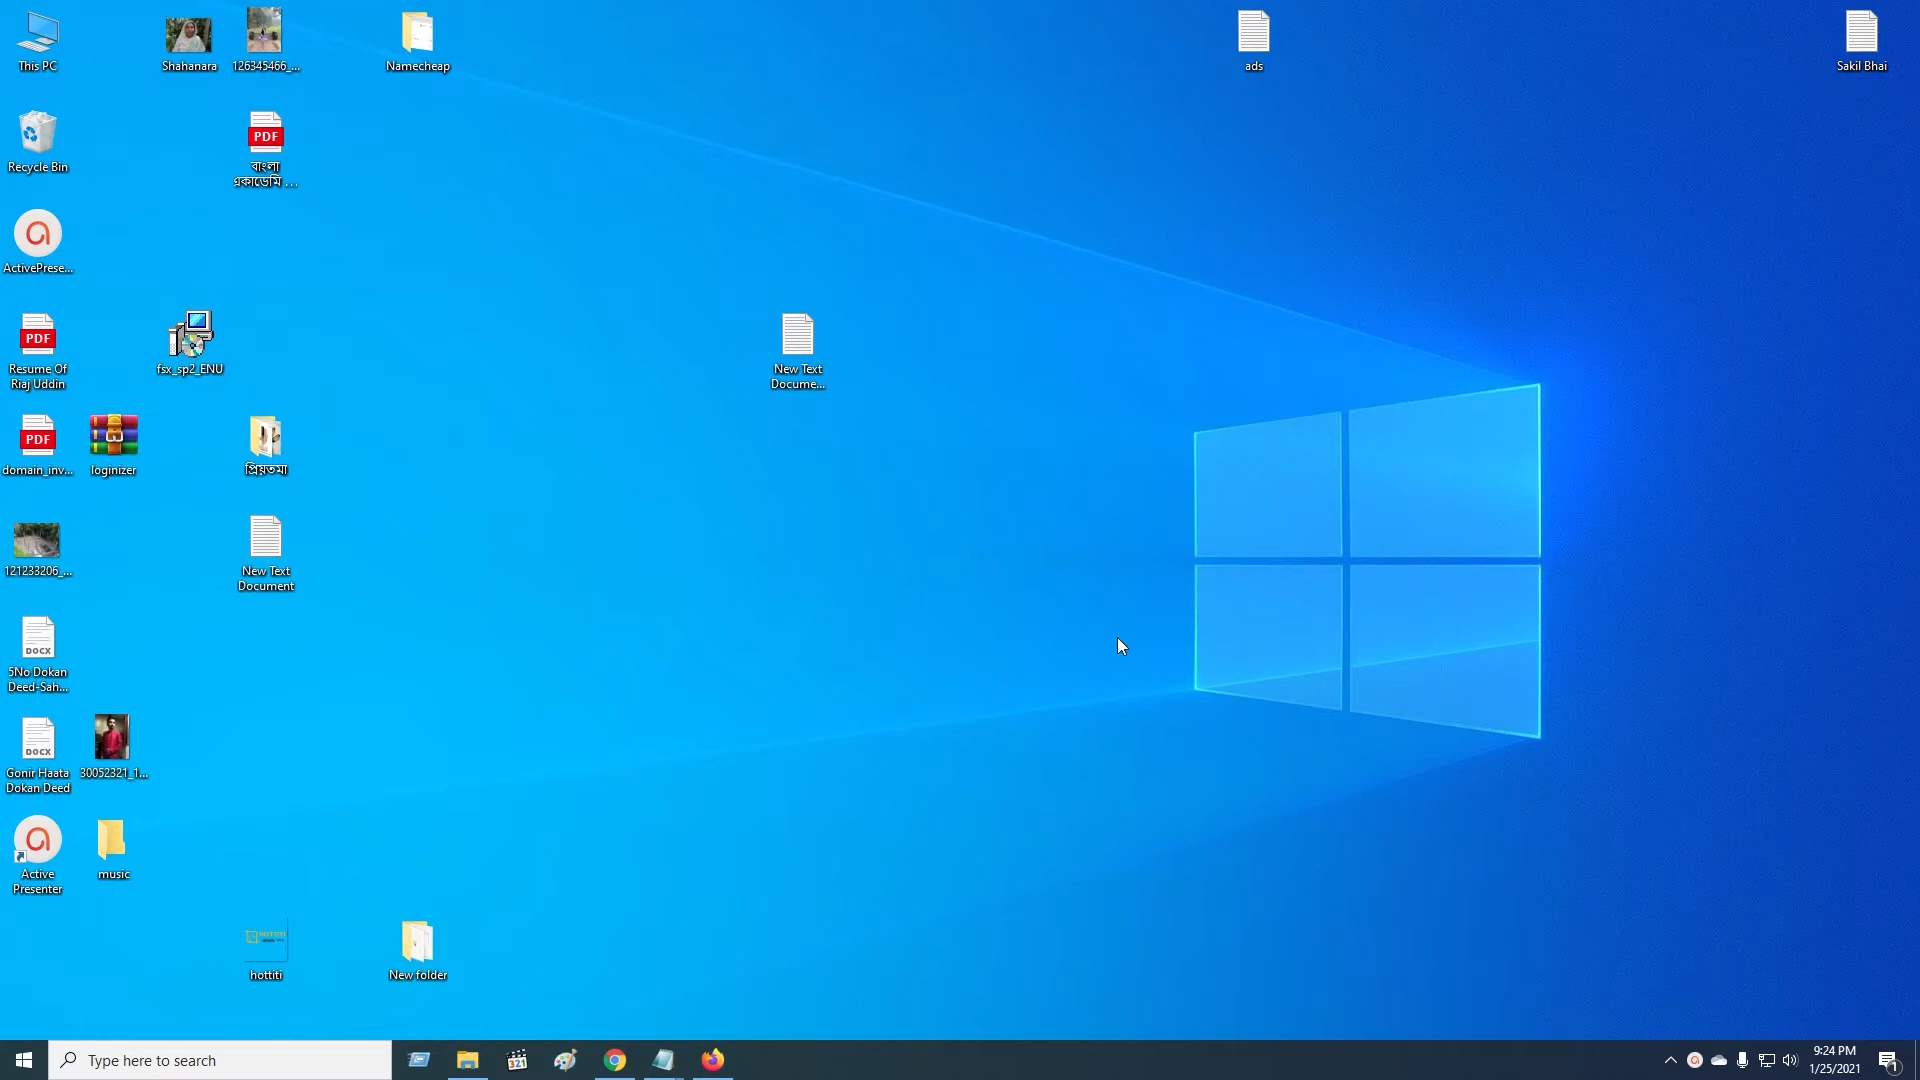 This PC
Shahanara
126345466_...
Namecheap
ads
Sakil Bhai
Recycle Bin
PDF
বাংলা
একাডেমি ...
ActivePrese...
PDF
Resume Of
Riaj Uddin
fsx_sp2_ENU
New Text
Docume...
PDF
domain_inv...
loginizer
প্রিয়তমা
121233206_...
New Text
Document
DOCX
5No Dokan
Deed-Sah...
DOCX
Gonir Haata
Dokan Deed
30052321_1...
Active
Presenter
music
HOTTITI
hottiti
New folder
Type here to search
321
9:24 PM
1/25/2021
1